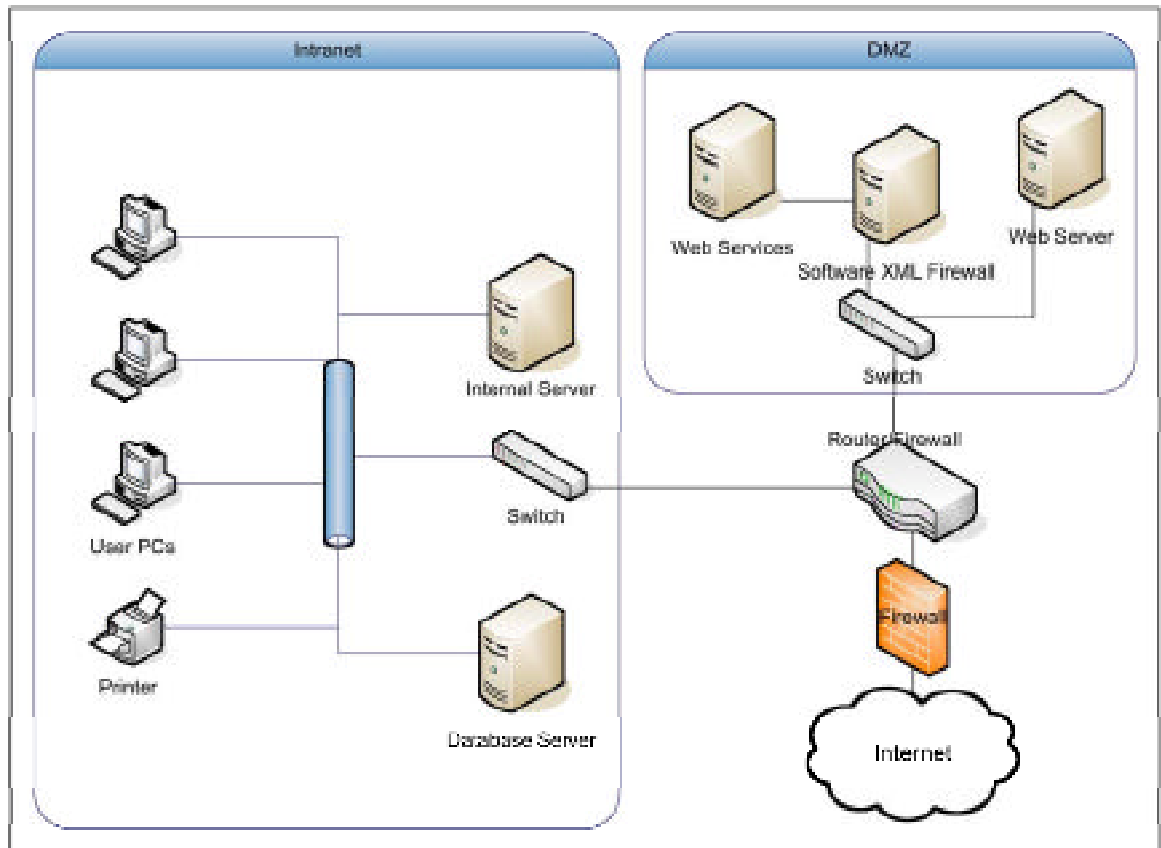 Intranet
DMZ
Web Services
Software XML Firewall
Web Server
Switch
Internal Server
Switch
User PCs
Printer
Database Server
Router/Firewall
Firewall
Internet